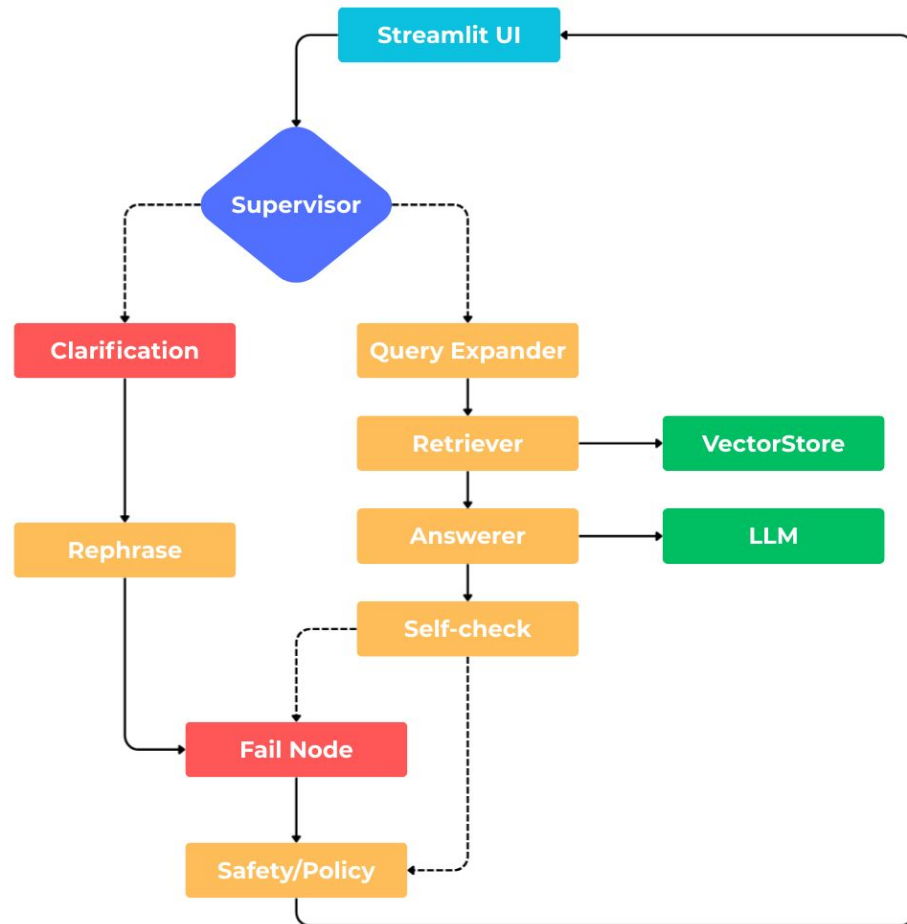 Streamlit UI
Supervisor
Clarification
Query Expander
Retriever
VectorStore
Rephrase
Answerer
LLM
Self-check
Fail Node
Safety/Policy